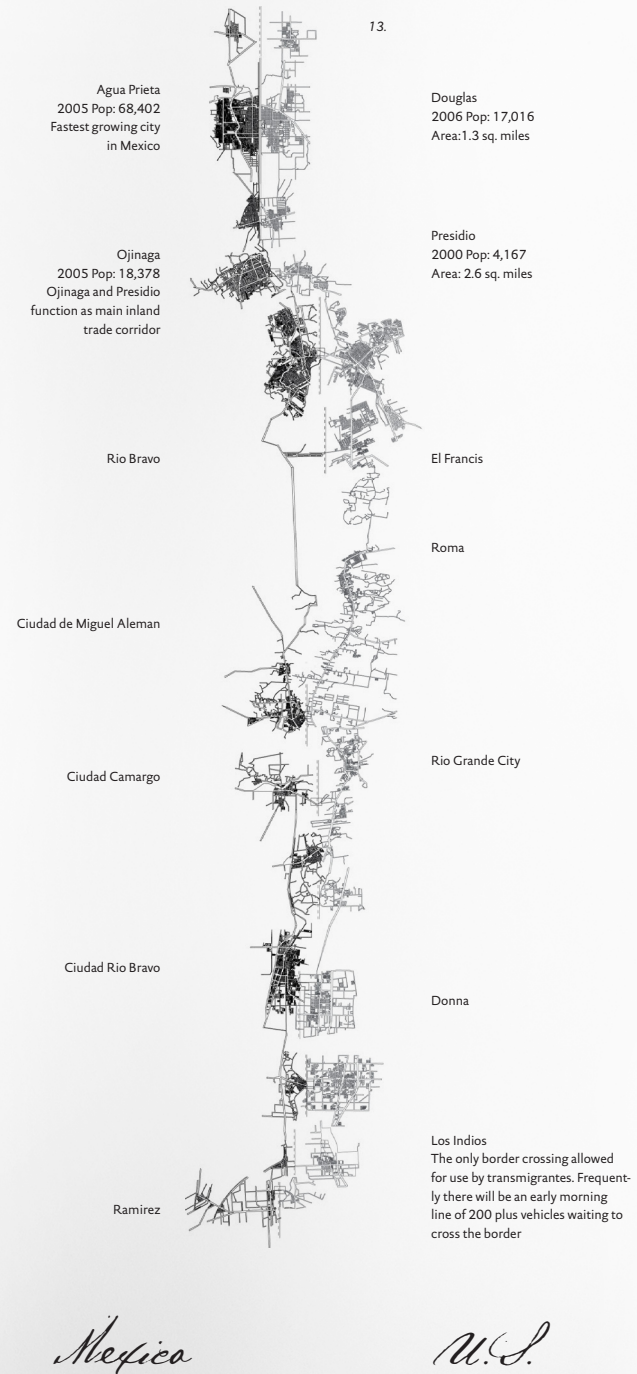 13.
Agua Prieta
2005 Pop: 68,402
Fastest growing city
in Mexico
Douglas
2006 Pop: 17,016
Area:1.3 sq. miles
Presidio
2000 Pop: 4,167
Area: 2.6 sq. miles
Ojinaga
2005 Pop: 18,378
Ojinaga and Presidio
function as main inland
trade corridor
Rio Bravo
El Francis
Roma
Ciudad de Miguel Aleman
Rio Grande City
Ciudad Camargo
Ciudad Rio Bravo
Donna
Los Indios
The only border crossing allowed
for use by transmigrantes. Frequent-
ly there will be an early morning
line of 200 plus vehicles waiting to
cross the border
Ramirez
Mexico
U.S.